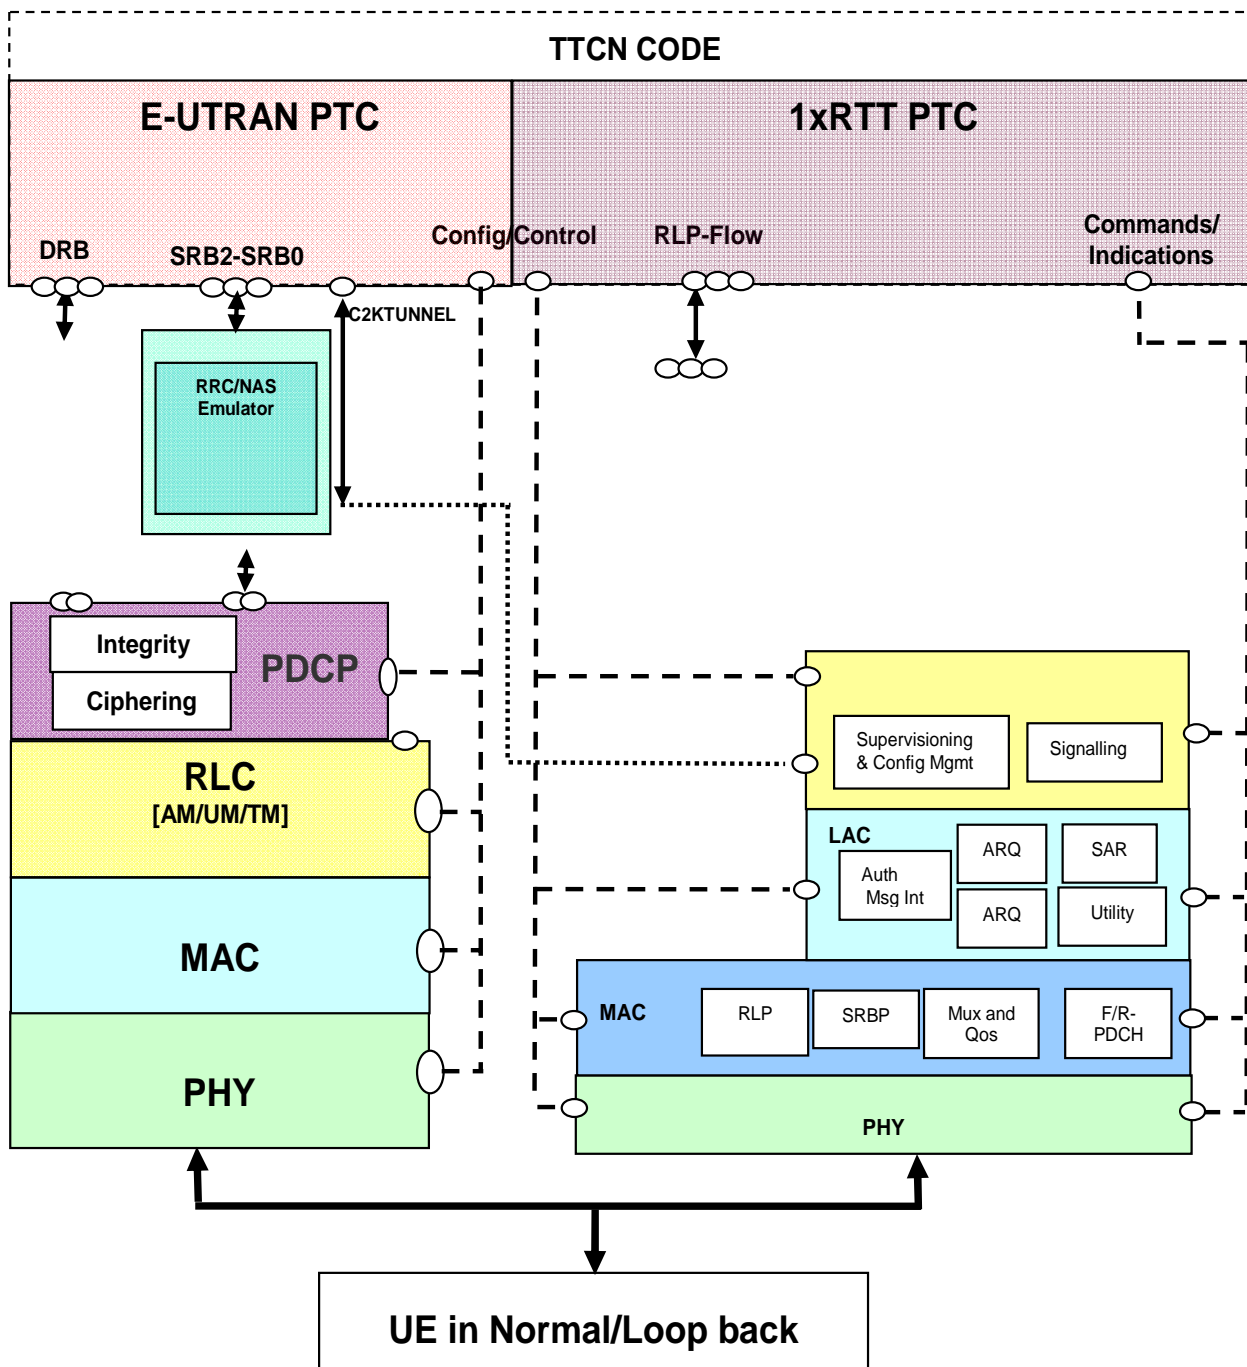 TTCN CODE
E-UTRAN PTC
1xRTT PTC
DRB
SRB2-SRB0
Config/Control
RLP-Flow
Commands/
Indications
C2KTUNNEL
RRC/NAS
Emulator
Integrity
PDCP
Ciphering
RLC
[AM/UM/TM]
MAC
PHY
Supervisioning
& Config Mgmt
Signalling
LAC
Auth
Msg Int
ARQ
SAR
ARQ
Utility
MAC
RLP
SRBP
Mux and
Qos
F/R-
PDCH
PHY
UE in Normal/Loop back